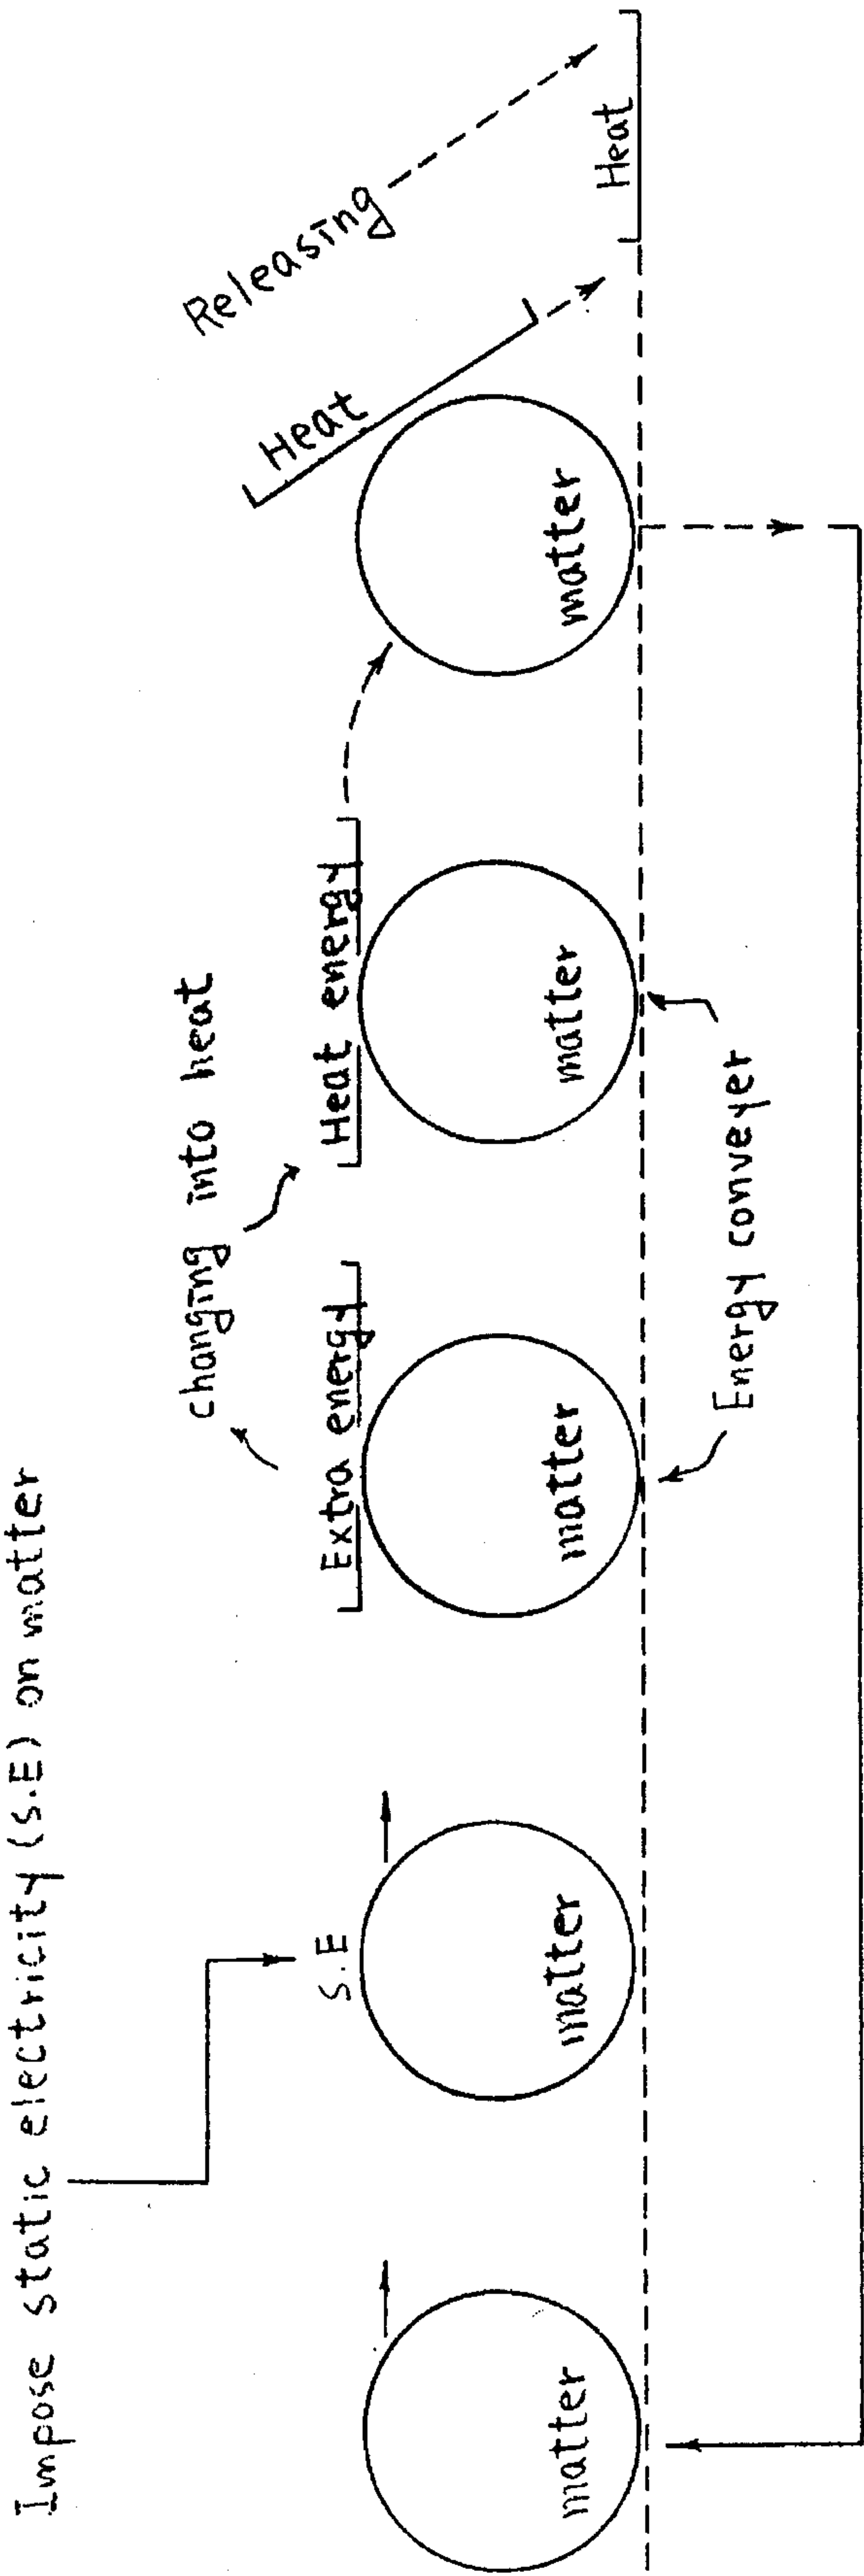 Impose static electricity (S.E) on matter
changing into heat
Releasing
S.E
Extra energy
Heat energy
Heat
Heat
matter
matter
matter
matter
matter
Energy conveyer